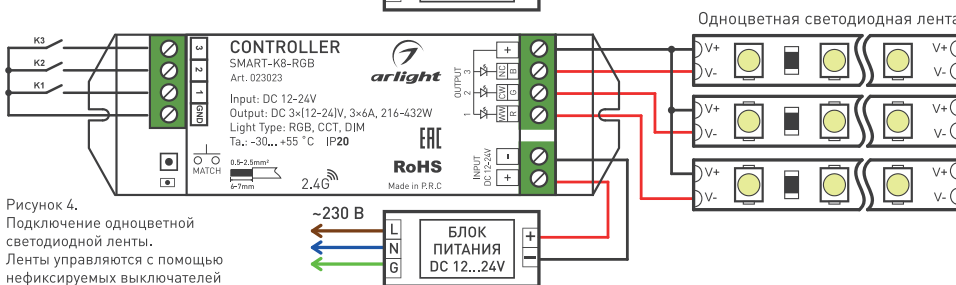 Одноцветная светодиодная лента
K3
K2
K1
3
2
1
GND
CONTROLLER
SMART-K8-RGB
Art. 023023
Input: DC 12-24V
Output: DC 3×(12-24)V, 3×6A, 216-432W
Light Type: RGB, CCT, DIM
Ta.: -30... +55 °C IP20
MATCH
0.5-2.5mm²
6-7mm
2.4G
arlight
EAC
RoHS
Made in P.R.C
OUTPUT
3
2
1
+
NC B
CW G
WW R
INPUT
DC 12-24V
-
+
V+
V-
V+
V-
V+
V-
V+
V-
V+
V-
V+
V-
Рисунок 4.
Подключение одноцветной
светодиодной ленты.
Ленты управляются с помощью
нефиксируемых выключателей
~230 В
L
N
G
БЛОК
ПИТАНИЯ
DC 12...24V
+
-